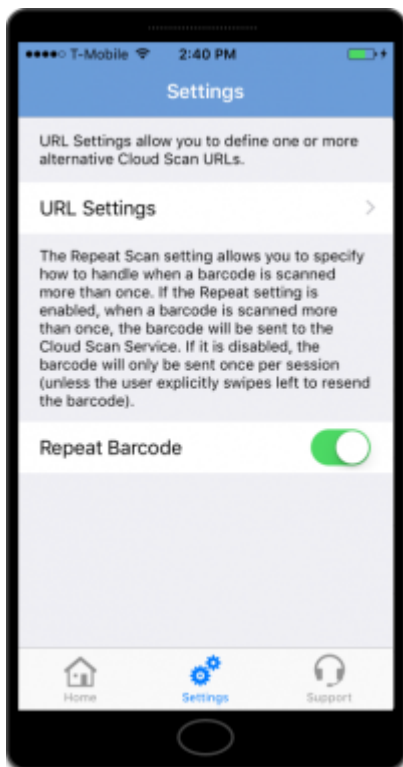 T-Mobile 2:40 PM
Settings
URL Settings allow you to define one or more
alternative Cloud Scan URLs.
URL Settings
The Repeat Scan setting allows you to specify
how to handle when a barcode is scanned
more than once. If the Repeat setting is
enabled, when a barcode is scanned more
than once, the barcode will be sent to the
Cloud Scan Service. If it is disabled, the
barcode will only be sent once per session
(unless the user explicitly swipes left to resend
the barcode).
Repeat Barcode
Home Settings Support